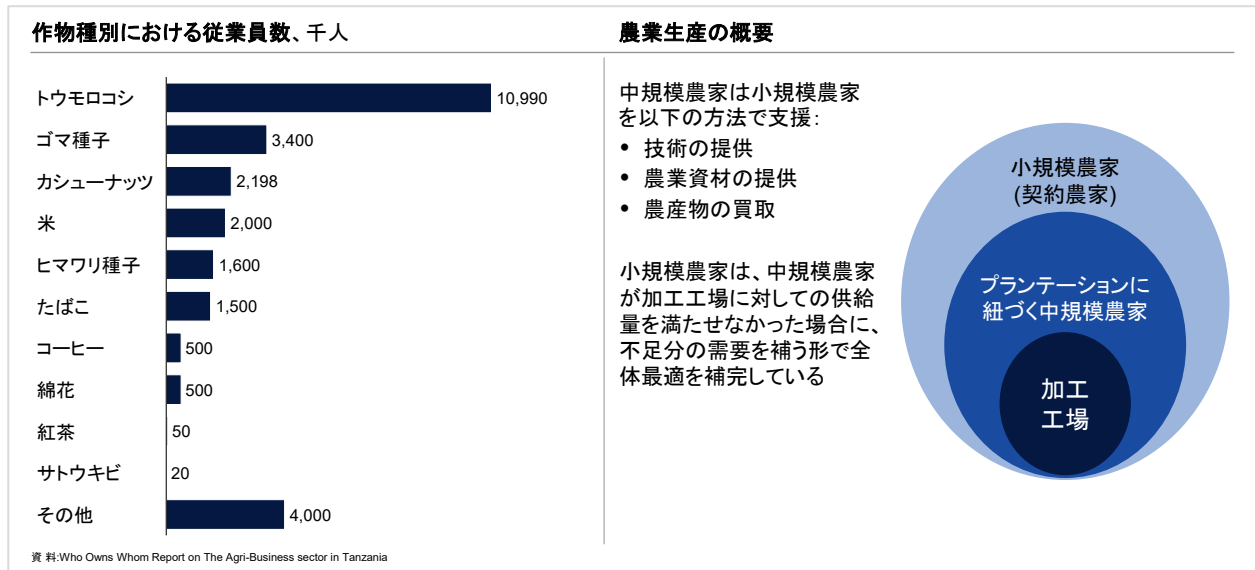 作物種別における従業員数、千人
トウモロコシ 10,990
ゴマ種子 3,400
カシューナッツ 2,198
米 2,000
ヒマワリ種子 1,600
たばこ 1,500
コーヒー 500
綿花 500
紅茶 50
サトウキビ 20
その他 4,000
資 料:Who Owns Whom Report on The Agri-Business sector in Tanzania
農業生産の概要
中規模農家は小規模農家
を以下の方法で支援:
• 技術の提供
• 農業資材の提供
• 農産物の買取
小規模農家は、中規模農家
が加工工場に対しての供給
量を満たせなかった場合に、
不足分の需要を補う形で全
体最適を補完している
小規模農家
(契約農家)
プランテーションに
紐づく中規模農家
加工
工場